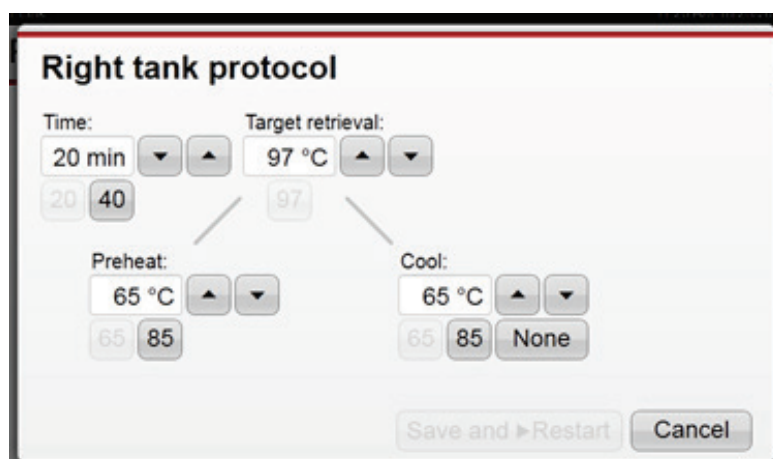 Right tank protocol
Time: Target retrieval:
20 min 97 °C
20 40 97
Preheat: Cool:
65 °C 65 °C
65 85 65 85 None
Save and ►Restart Cancel